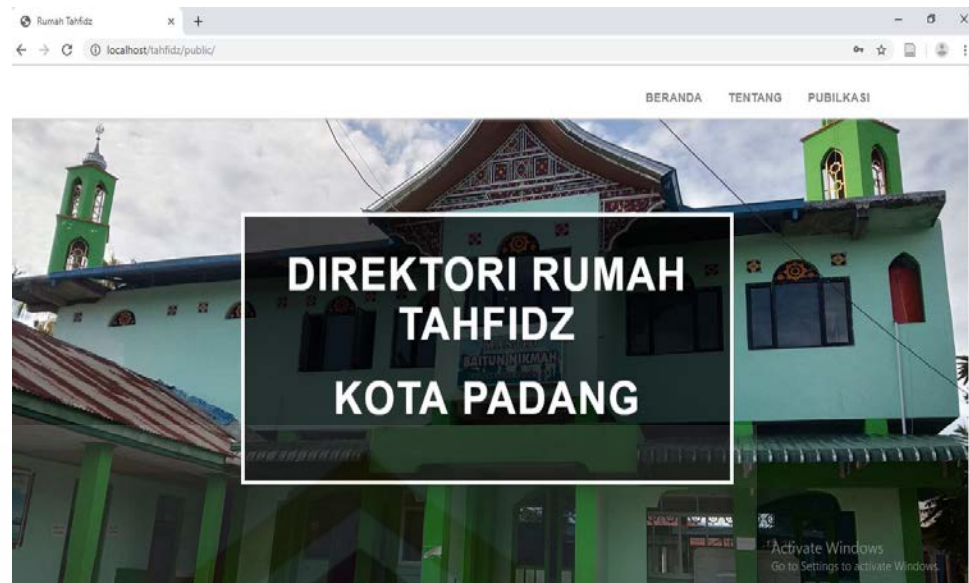 Rumah Tahfidz
localhost/tahfidz/public/
BERANDA TENTANG PUBILKASI
DIREKTORI RUMAH
TAHFIDZ
KOTA PADANG
BAITUN HIKMAH
Activate Windows
Go to Settings to activate Windows.